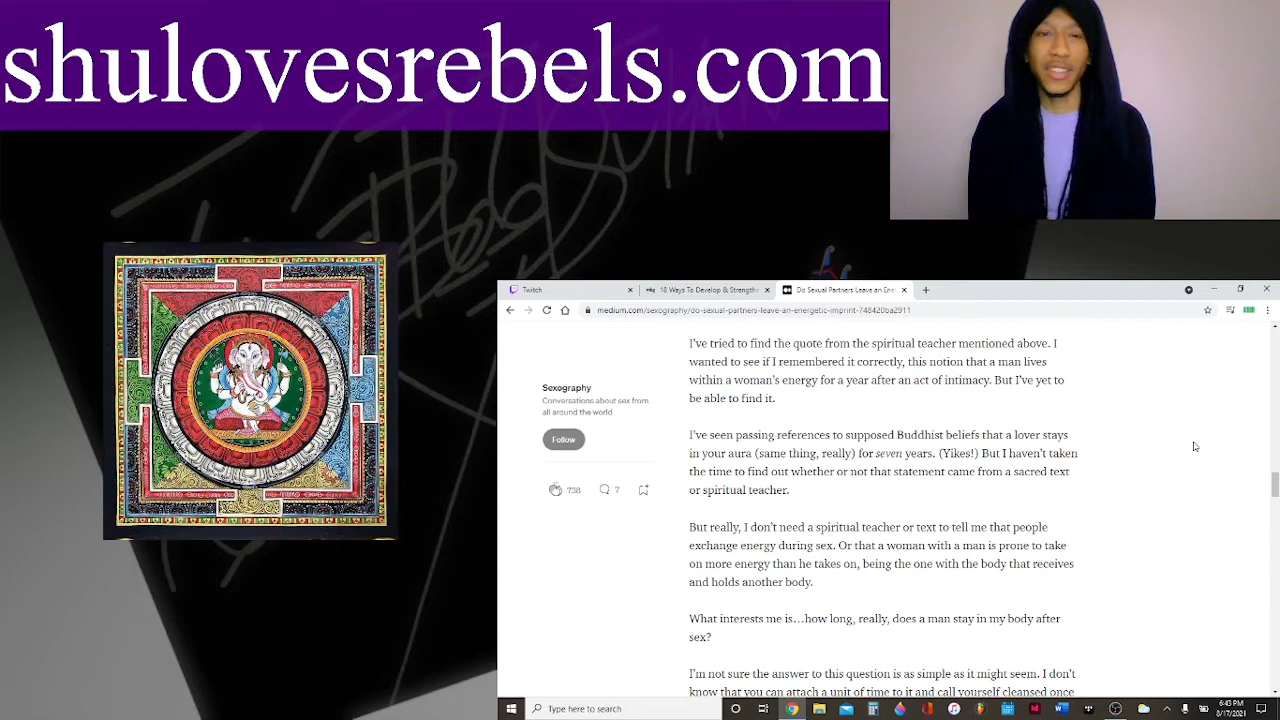 shulovesrebels.com
Twitch
10 Ways To Develop & Strengthe
Do Sexual Partners Leave an Ene
medium.com/sexography/do-sexual-partners-leave-an-energetic-imprint-748420ba2911
Sexography
Conversations about sex from
all around the world
Follow
738
7
I've tried to find the quote from the spiritual teacher mentioned above. I
wanted to see if I remembered it correctly, this notion that a man lives
within a woman's energy for a year after an act of intimacy. But I've yet to
be able to find it.
I've seen passing references to supposed Buddhist beliefs that a lover stays
in your aura (same thing, really) for seven years. (Yikes!) But I haven't taken
the time to find out whether or not that statement came from a sacred text
or spiritual teacher.
But really, I don't need a spiritual teacher or text to tell me that people
exchange energy during sex. Or that a woman with a man is prone to take
on more energy than he takes on, being the one with the body that receives
and holds another body.
What interests me is…how long, really, does a man stay in my body after
sex?
I'm not sure the answer to this question is as simple as it might seem. I don't
know that you can attach a unit of time to it and call yourself cleansed once
Type here to search
6:43 PM
8/17/2021